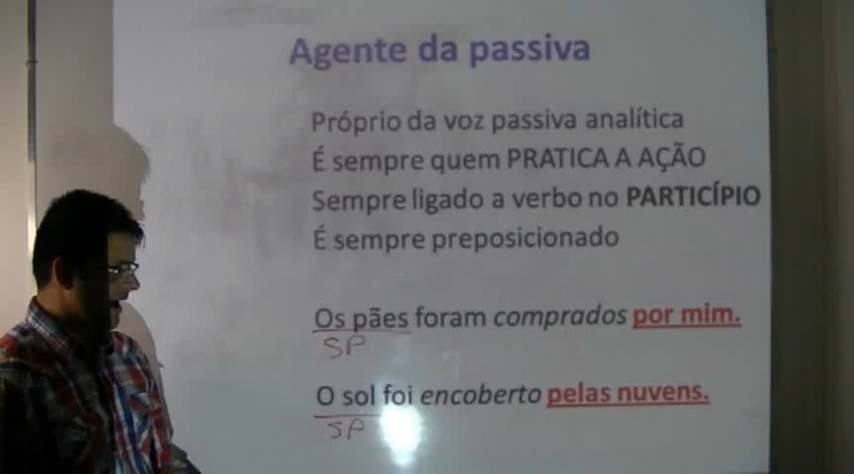 Agente da passiva
Próprio da voz passiva analítica
É sempre quem PRATICA A AÇÃO
Sempre ligado a verbo no PARTICÍPIO
É sempre preposicionado
Os pães foram comprados por mim.
SP
O sol foi encoberto pelas nuvens.
SP